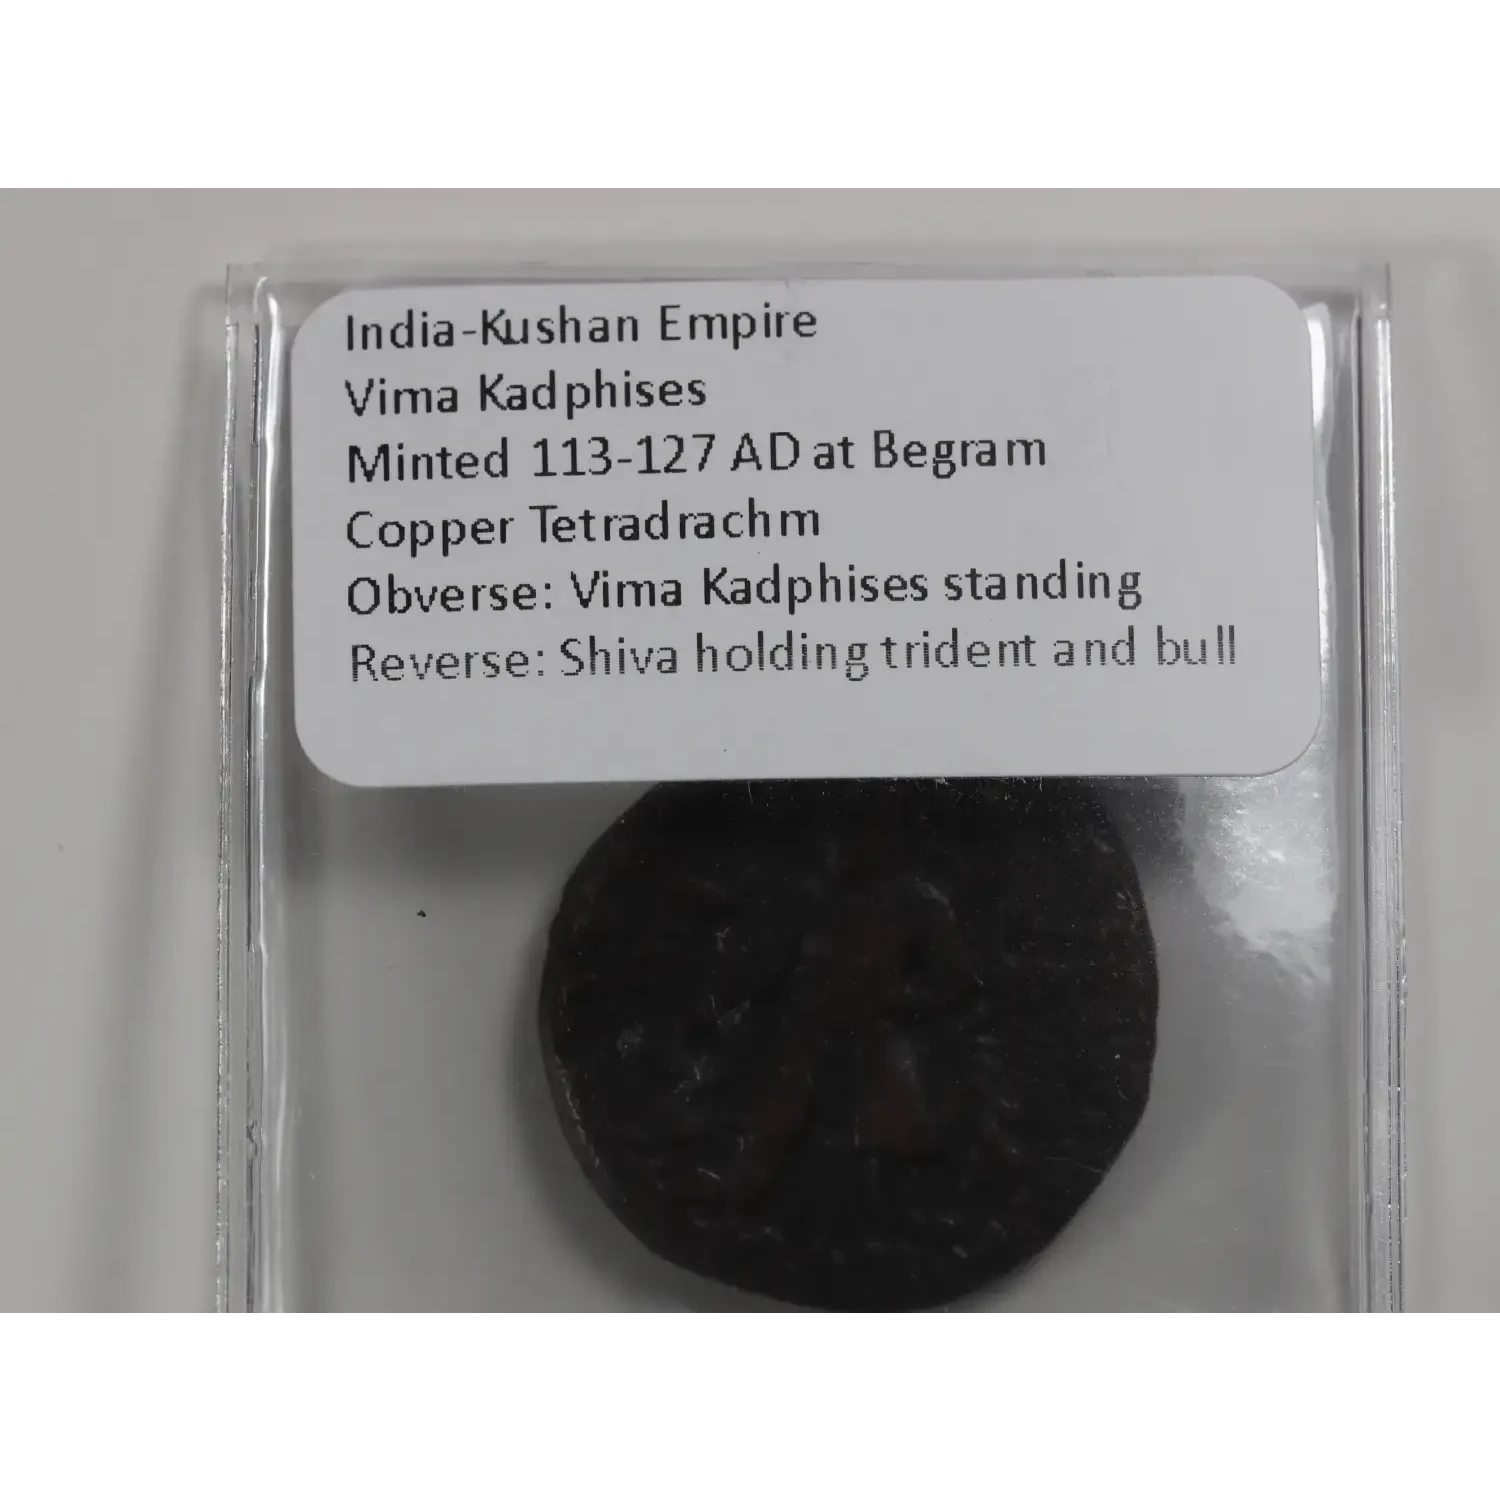 India-Kushan Empire
Vima Kadphises
Minted 113-127 AD at Begram
Copper Tetradrachm
Obverse: Vima Kadphises standing
Reverse: Shiva holding trident and bull